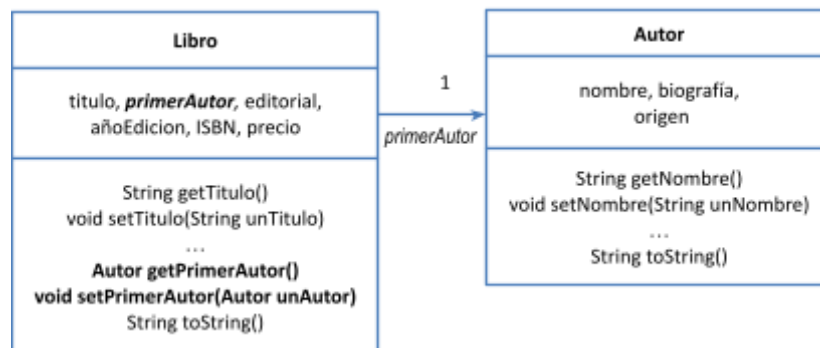 Libro
titulo, primerAutor, editorial,
añoEdicion, ISBN, precio
String getTitulo()
void setTitulo(String unTitulo)
…
Autor getPrimerAutor()
void setPrimerAutor(Autor unAutor)
String toString()
1
primerAutor
Autor
nombre, biografía,
origen
String getNombre()
void setNombre(String unNombre)
…
String toString()